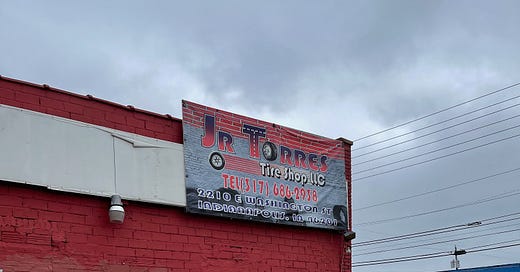 JR TORRES
Tire Shop LLC
TEL(317) 686-2938
2210 E WASHINGTON ST
INDIANAPOLIS, IN 46201